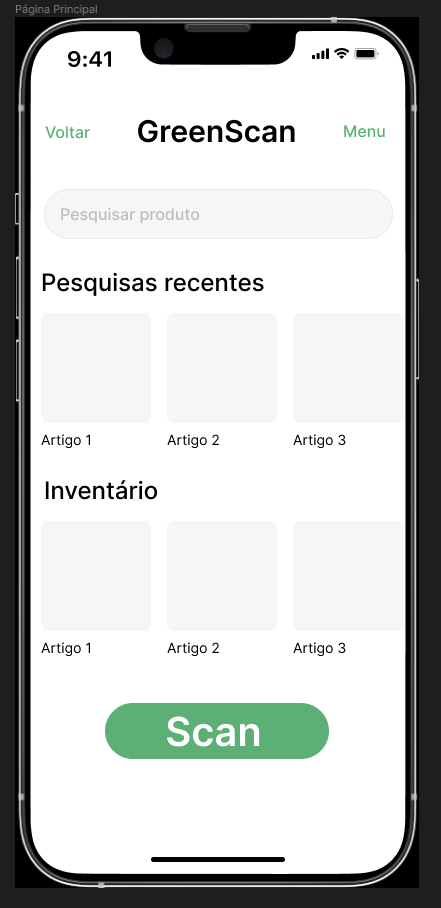 Página Principal
9:41
Voltar GreenScan Menu
Pesquisar produto
Pesquisas recentes
Artigo 1 Artigo 2 Artigo 3
Inventário
Artigo 1 Artigo 2 Artigo 3
Scan